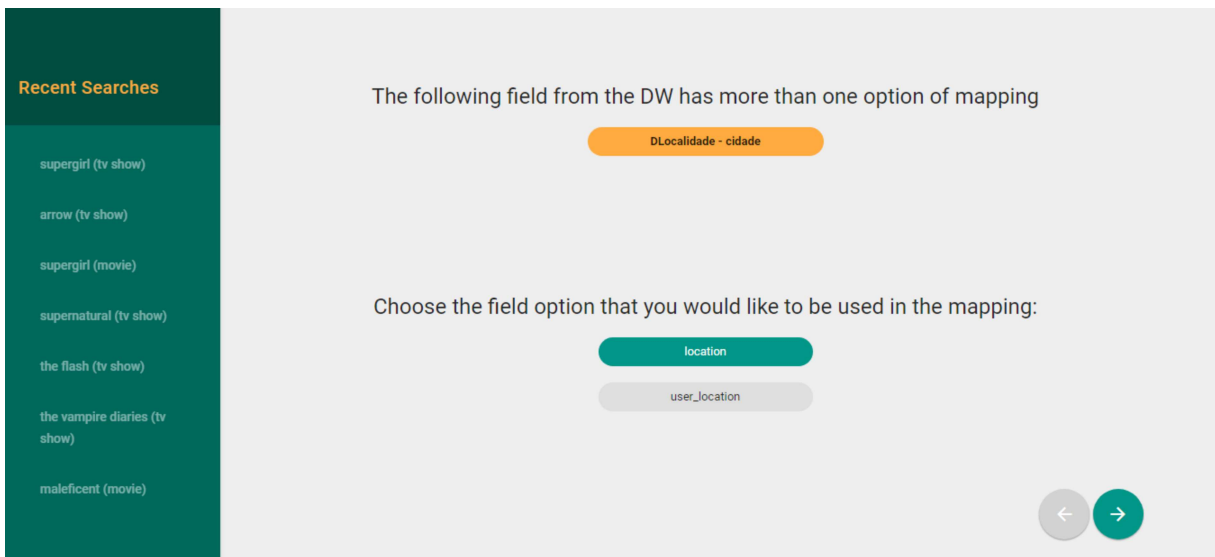 Recent Searches
supergirl (tv show)
arrow (tv show)
supergirl (movie)
supernatural (tv show)
the flash (tv show)
the vampire diaries (tv
show)
maleficent (movie)
The following field from the DW has more than one option of mapping
DLocalidade - cidade
Choose the field option that you would like to be used in the mapping:
location
user_location